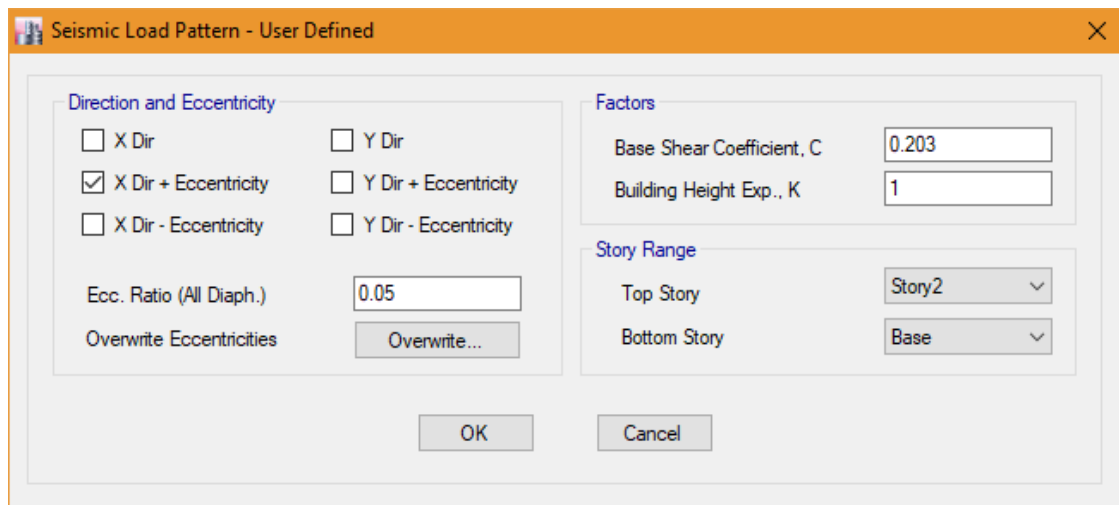 Seismic Load Pattern - User Defined
Direction and Eccentricity
X Dir
Y Dir
X Dir + Eccentricity
Y Dir + Eccentricity
X Dir - Eccentricity
Y Dir - Eccentricity
Ecc. Ratio (All Diaph.)
0.05
Overwrite Eccentricities
Overwrite...
Factors
Base Shear Coefficient, C
0.203
Building Height Exp., K
1
Story Range
Top Story
Story2
Bottom Story
Base
OK
Cancel